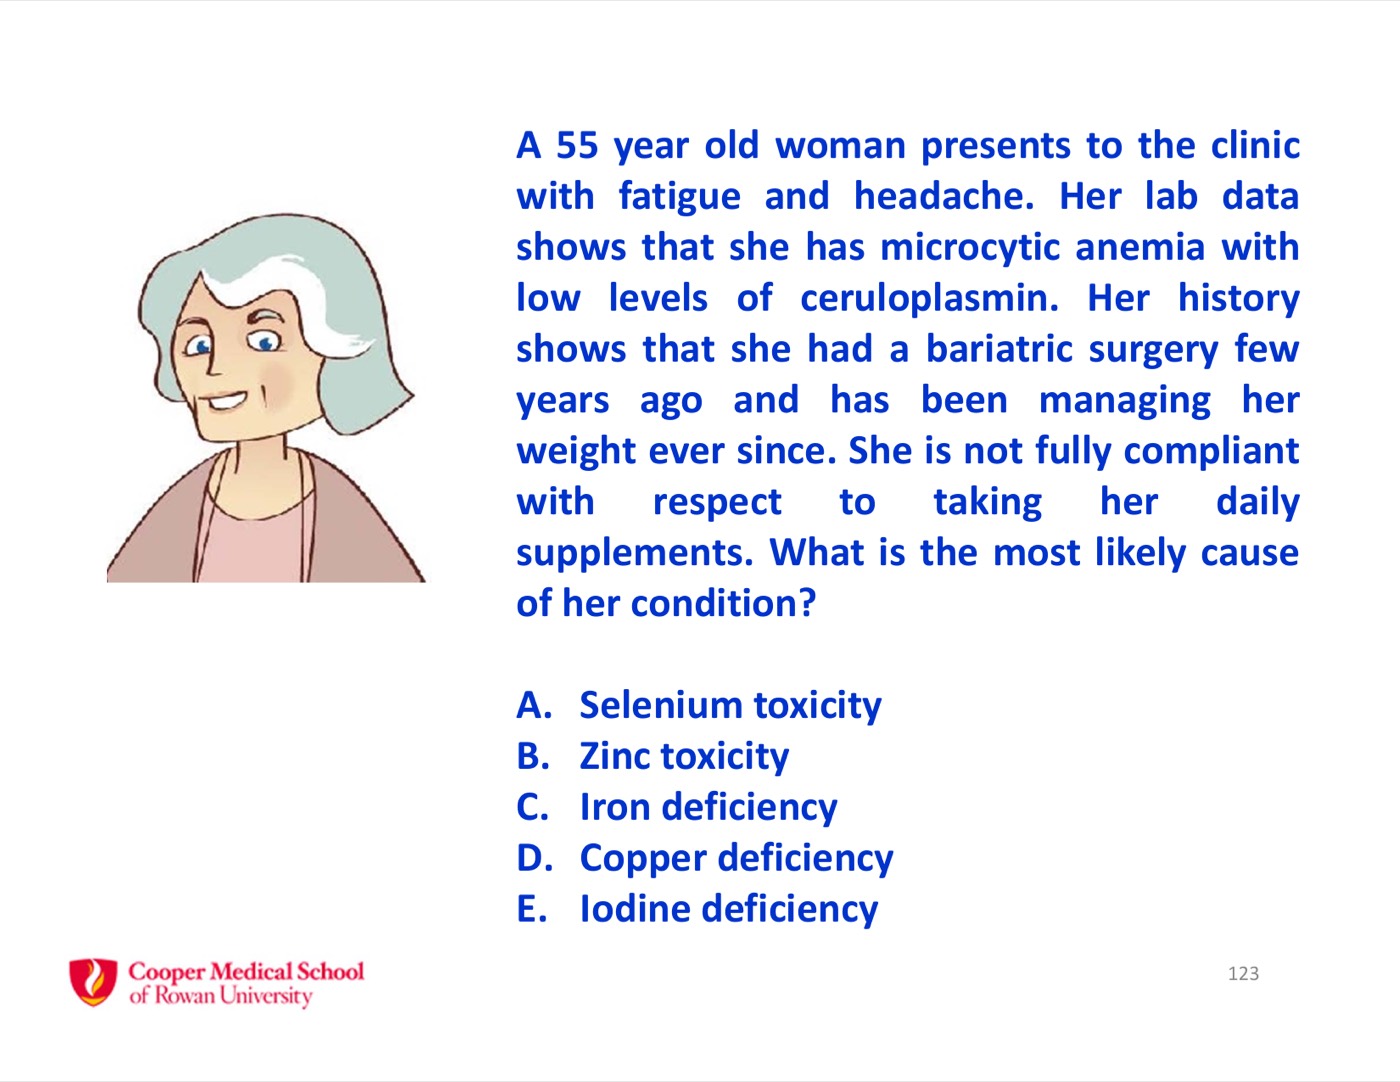 A 55 year old woman presents to the clinic
with fatigue and headache. Her lab data
shows that she has microcytic anemia with
low levels of ceruloplasmin. Her history
shows that she had a bariatric surgery few
years ago and has been managing her
weight ever since. She is not fully compliant
with respect to taking her daily
supplements. What is the most likely cause
of her condition?
A. Selenium toxicity
B. Zinc toxicity
C. Iron deficiency
D. Copper deficiency
E. Iodine deficiency
Cooper Medical School
of Rowan University
123